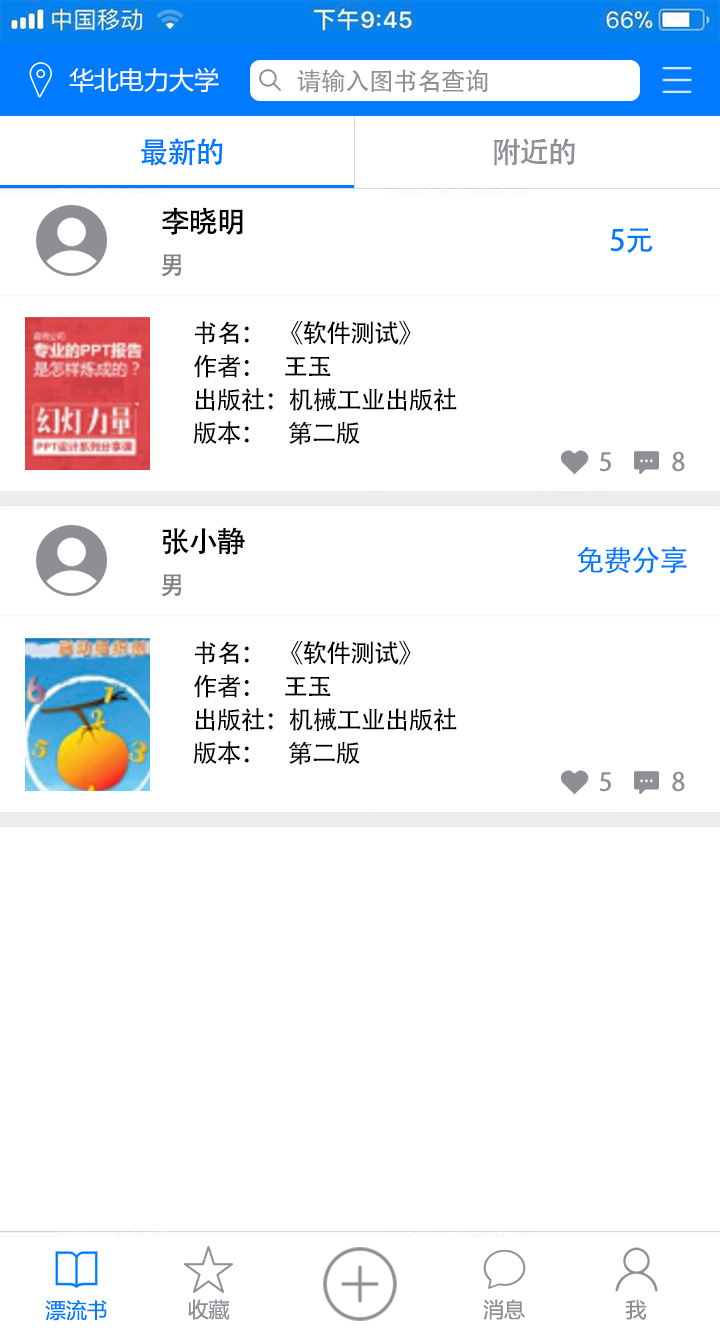 中国移动 下午9:45 66%
华北电力大学 请输入图书名查询
最新的 附近的
李晓明
男
5元
专业的PPT报告
是怎样炼成的？
幻灯力量
PPT设计系列分享课
书名： 《软件测试》
作者： 王玉
出版社：机械工业出版社
版本： 第二版
5 8
张小静
男
免费分享
6 1 2 5 3
书名： 《软件测试》
作者： 王玉
出版社：机械工业出版社
版本： 第二版
5 8
漂流书 收藏 消息 我